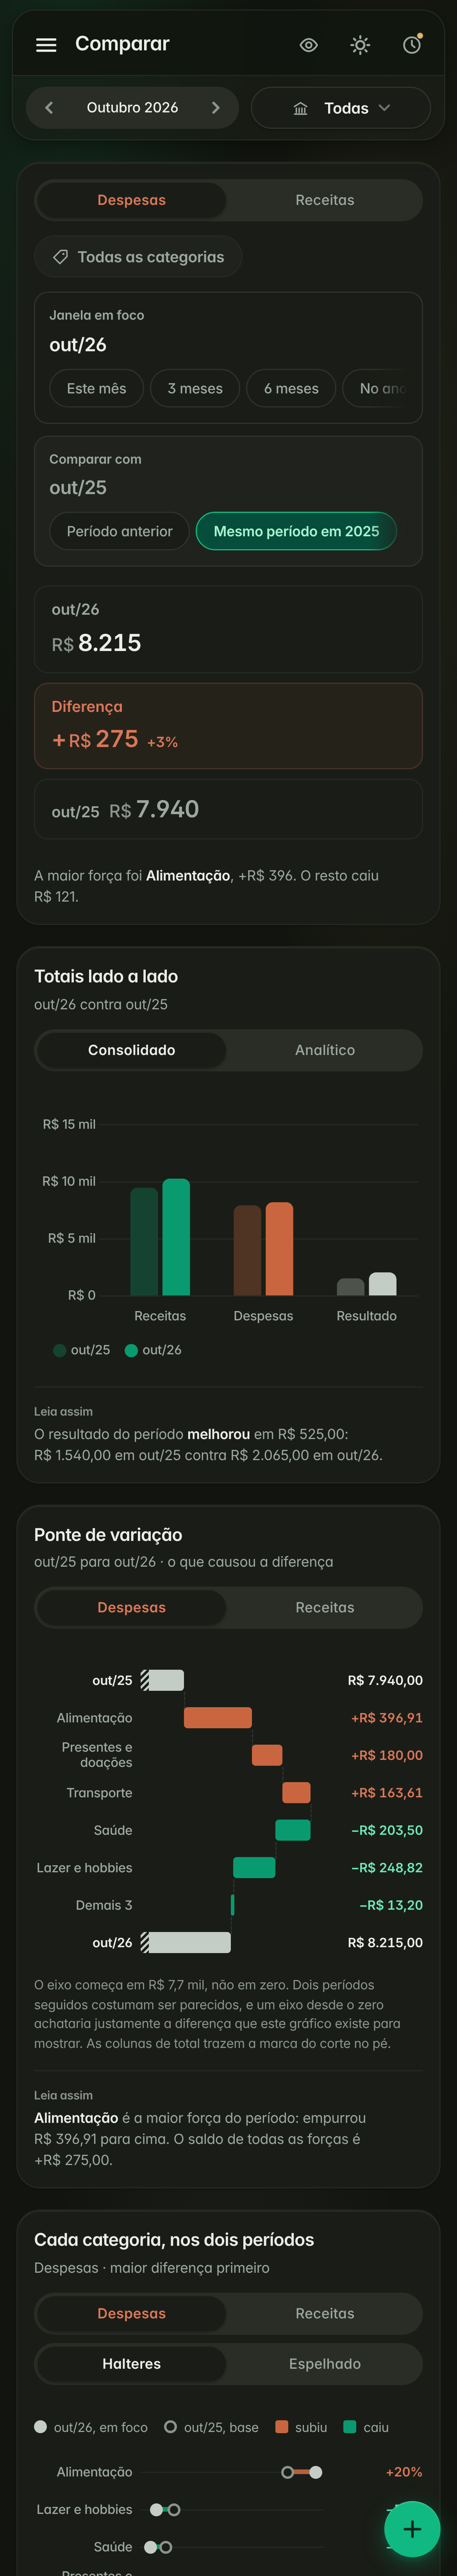 Comparar
Outubro 2026
Todas
Despesas
Receitas
Todas as categorias
Janela em foco
out/26
Este mês
3 meses
6 meses
No ano
Comparar com
out/25
Período anterior
Mesmo período em 2025
out/26
R$ 8.215
Diferença
+R$ 275 +3%
out/25 R$ 7.940
A maior força foi Alimentação, +R$ 396. O resto caiu
R$ 121.
Totais lado a lado
out/26 contra out/25
Consolidado
Analítico
R$ 15 mil
R$ 10 mil
R$ 5 mil
R$ 0
Receitas
Despesas
Resultado
out/25
out/26
Leia assim
O resultado do período melhorou em R$ 525,00:
R$ 1.540,00 em out/25 contra R$ 2.065,00 em out/26.
Ponte de variação
out/25 para out/26 · o que causou a diferença
Despesas
Receitas
out/25 R$ 7.940,00
Alimentação +R$ 396,91
Presentes e
doações +R$ 180,00
Transporte +R$ 163,61
Saúde −R$ 203,50
Lazer e hobbies −R$ 248,82
Demais 3 −R$ 13,20
out/26 R$ 8.215,00
O eixo começa em R$ 7,7 mil, não em zero. Dois períodos
seguidos costumam ser parecidos, e um eixo desde o zero
achataria justamente a diferença que este gráfico existe para
mostrar. As colunas de total trazem a marca do corte no pé.
Leia assim
Alimentação é a maior força do período: empurrou
R$ 396,91 para cima. O saldo de todas as forças é
+R$ 275,00.
Cada categoria, nos dois períodos
Despesas · maior diferença primeiro
Despesas
Receitas
Halteres
Espelhado
out/26, em foco
out/25, base
subiu
caiu
Alimentação +20%
Lazer e hobbies
Saúde
Presentes e